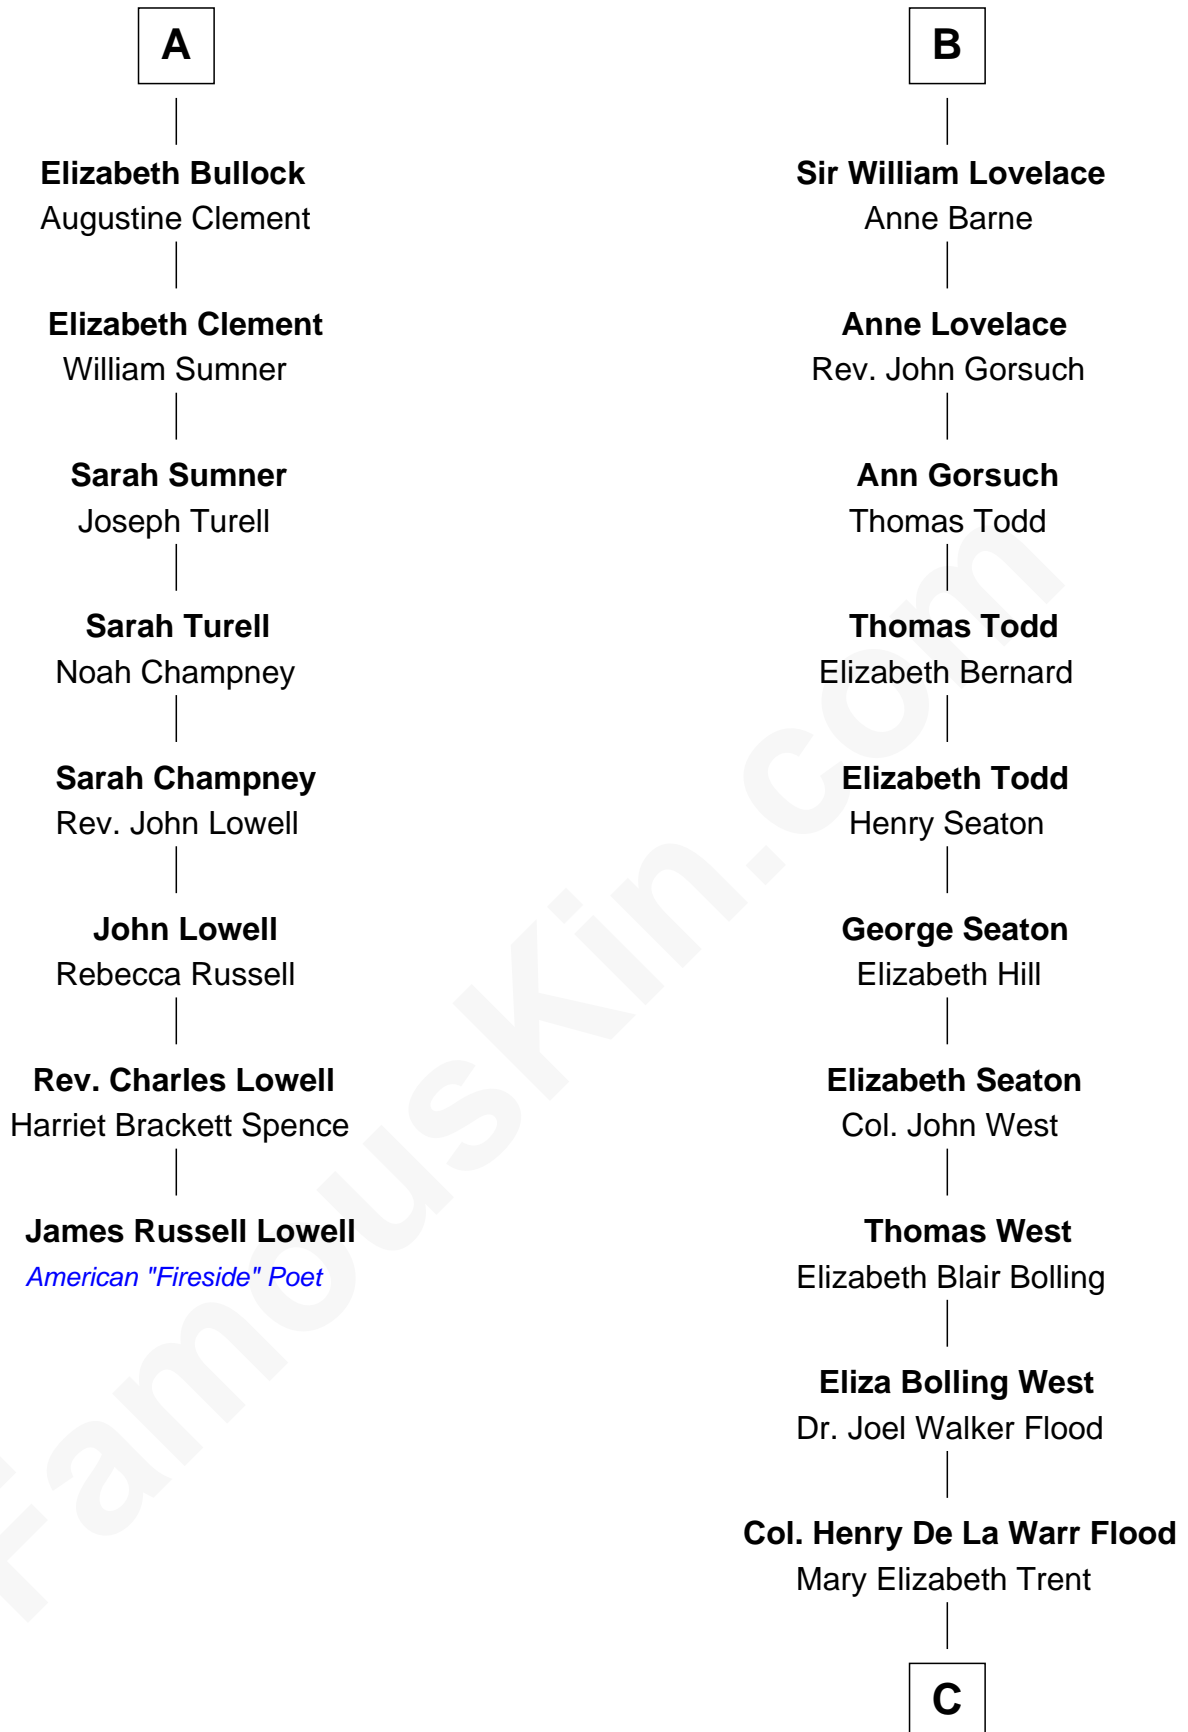 A
Elizabeth Bullock
Augustine Clement
Elizabeth Clement
William Sumner
Sarah Sumner
Joseph Turell
Sarah Turell
Noah Champney
Sarah Champney
Rev. John Lowell
John Lowell
Rebecca Russell
Rev. Charles Lowell
Harriet Brackett Spence
James Russell Lowell
American "Fireside" Poet
B
Sir William Lovelace
Anne Barne
Anne Lovelace
Rev. John Gorsuch
Ann Gorsuch
Thomas Todd
Thomas Todd
Elizabeth Bernard
Elizabeth Todd
Henry Seaton
George Seaton
Elizabeth Hill
Elizabeth Seaton
Col. John West
Thomas West
Elizabeth Blair Bolling
Eliza Bolling West
Dr. Joel Walker Flood
Col. Henry De La Warr Flood
Mary Elizabeth Trent
C
FamousKin.com